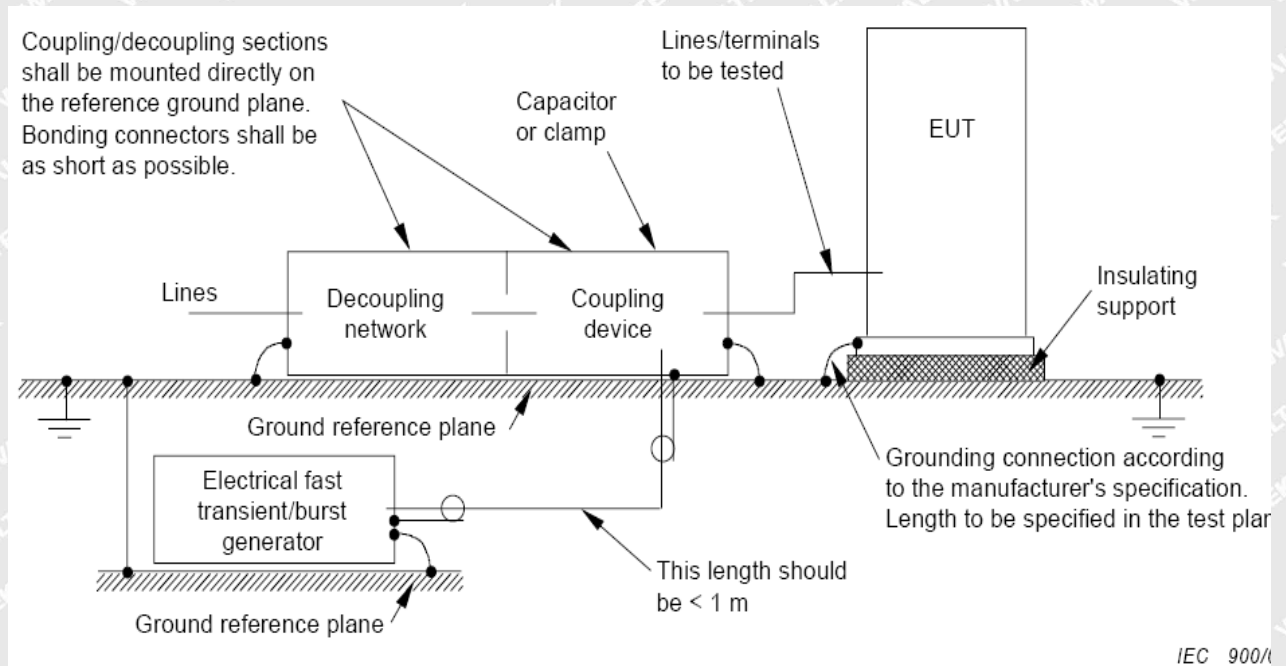 Coupling/decoupling sections
shall be mounted directly on
the reference ground plane.
Bonding connectors shall be
as short as possible.
Capacitor
or clamp
Lines/terminals
to be tested
EUT
Lines
Decoupling
network
Coupling
device
Insulating
support
Ground reference plane
Electrical fast
transient/burst
generator
Grounding connection according
to the manufacturer's specification.
Length to be specified in the test plan
This length should
be < 1 m
Ground reference plane
IEC 900/